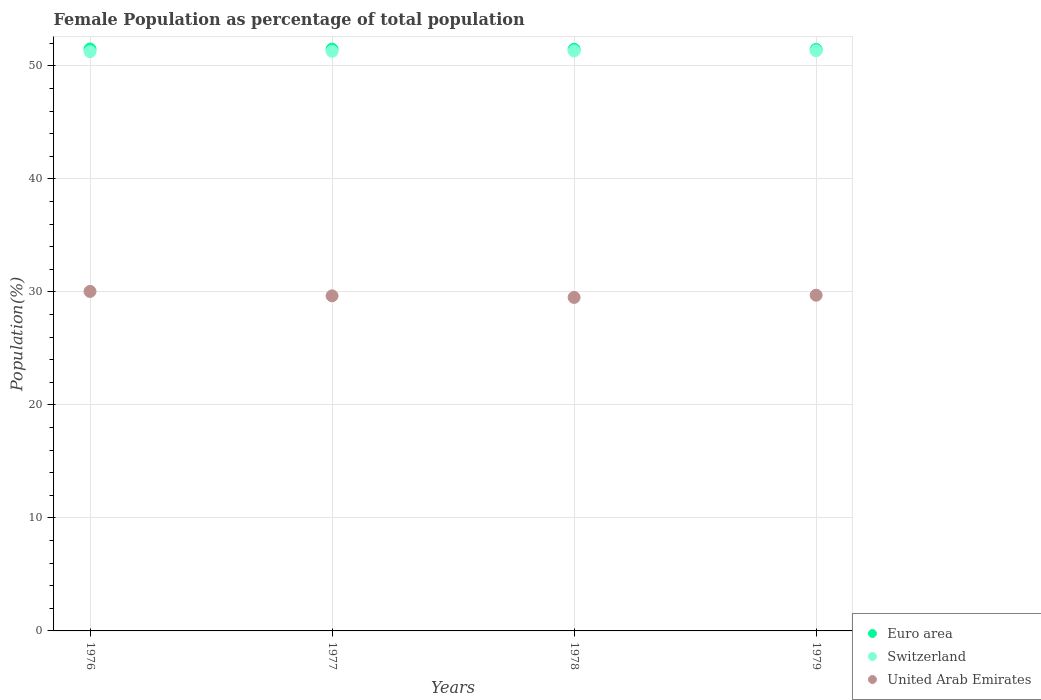 Female Population as percentage of total population
Population(%)
50
40
30
20
10
0
1976
1977
1978
1979
Years
Euro area
Switzerland
United Arab Emirates